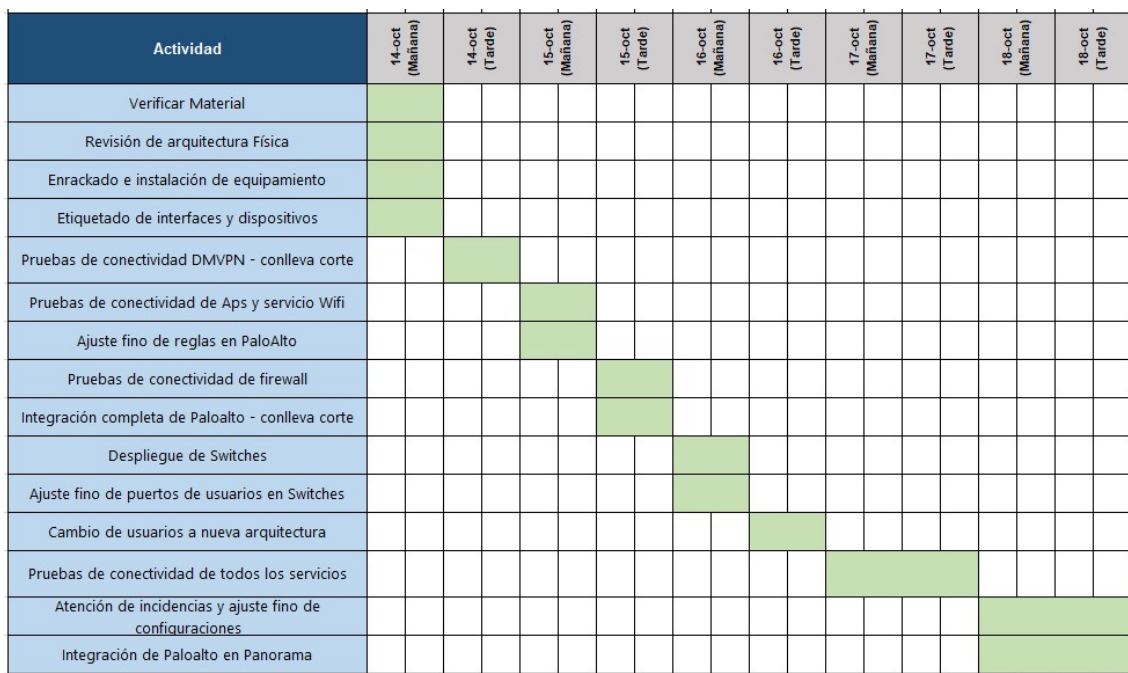 Actividad
14-oct
(Mañana)
14-oct
(Tarde)
15-oct
(Mañana)
15-oct
(Tarde)
16-oct
(Mañana)
16-oct
(Tarde)
17-oct
(Mañana)
17-oct
(Tarde)
18-oct
(Mañana)
18-oct
(Tarde)
Verificar Material
Revisión de arquitectura Física
Enrackado e instalación de equipamiento
Etiquetado de interfaces y dispositivos
Pruebas de conectividad DMVPN - conlleva corte
Pruebas de conectividad de Aps y servicio Wifi
Ajuste fino de reglas en PaloAlto
Pruebas de conectividad de firewall
Integración completa de Paloalto - conlleva corte
Despliegue de Switches
Ajuste fino de puertos de usuarios en Switches
Cambio de usuarios a nueva arquitectura
Pruebas de conectividad de todos los servicios
Atención de incidencias y ajuste fino de
configuraciones
Integración de Paloalto en Panorama